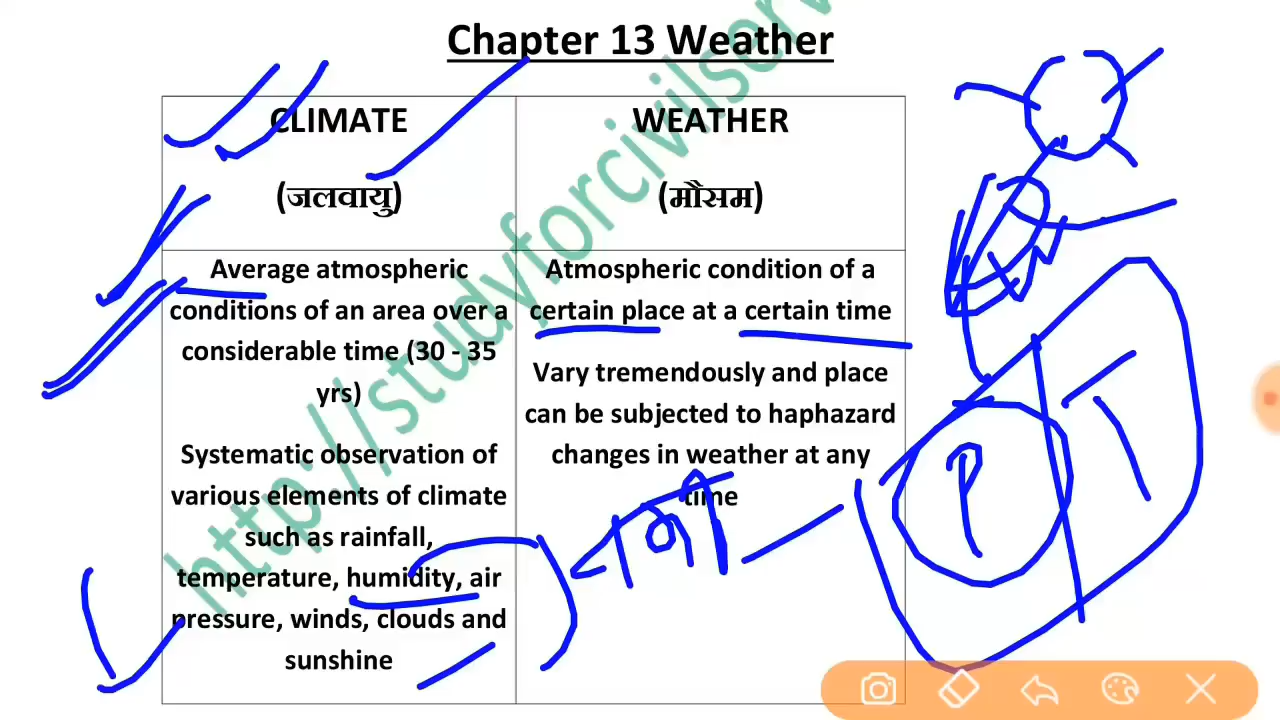 Chapter 13 Weather
CLIMATE
(जलवायु)
WEATHER
(मौसम)
Average atmospheric
conditions of an area over a
considerable time (30 - 35
yrs)
Systematic observation of
various elements of climate
such as rainfall,
temperature, humidity, air
pressure, winds, clouds and
sunshine
Atmospheric condition of a
certain place at a certain time
Vary tremendously and place
can be subjected to haphazard
changes in weather at any
time
http://studyforcivilserv
P
T